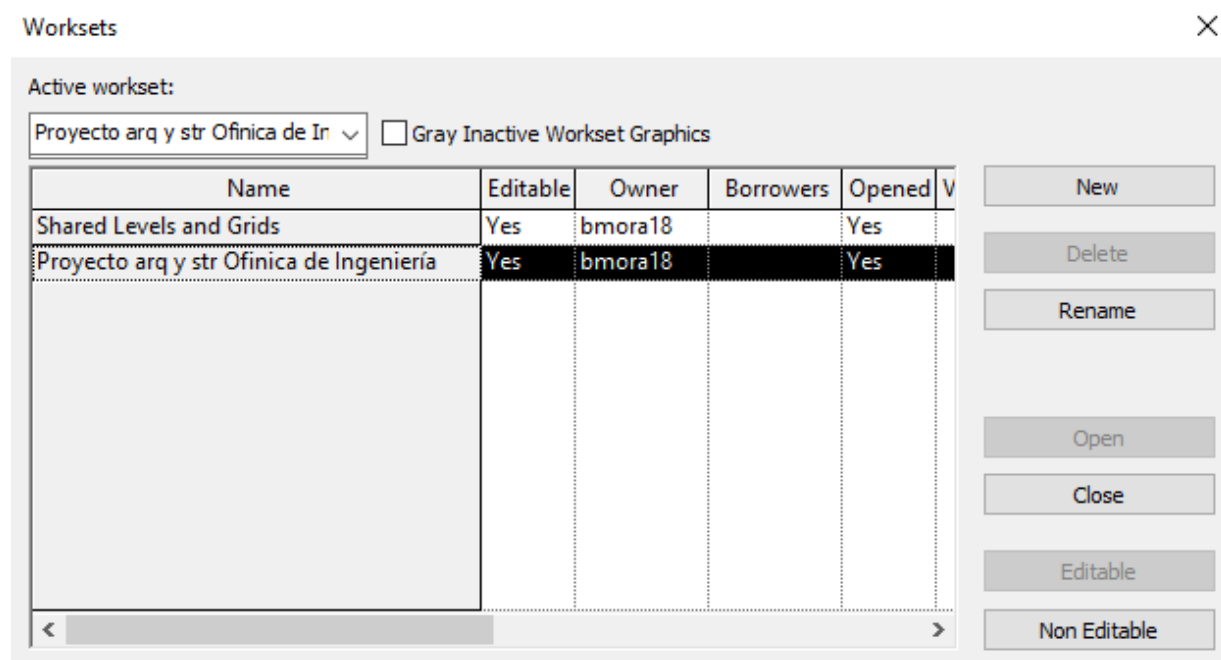 Worksets
Active workset:
Proyecto arq y str Ofinica de In
Gray Inactive Workset Graphics
Name Editable Owner Borrowers Opened V
Shared Levels and Grids Yes bmora18 Yes
Proyecto arq y str Ofinica de Ingeniería Yes bmora18 Yes
New
Delete
Rename
Open
Close
Editable
Non Editable